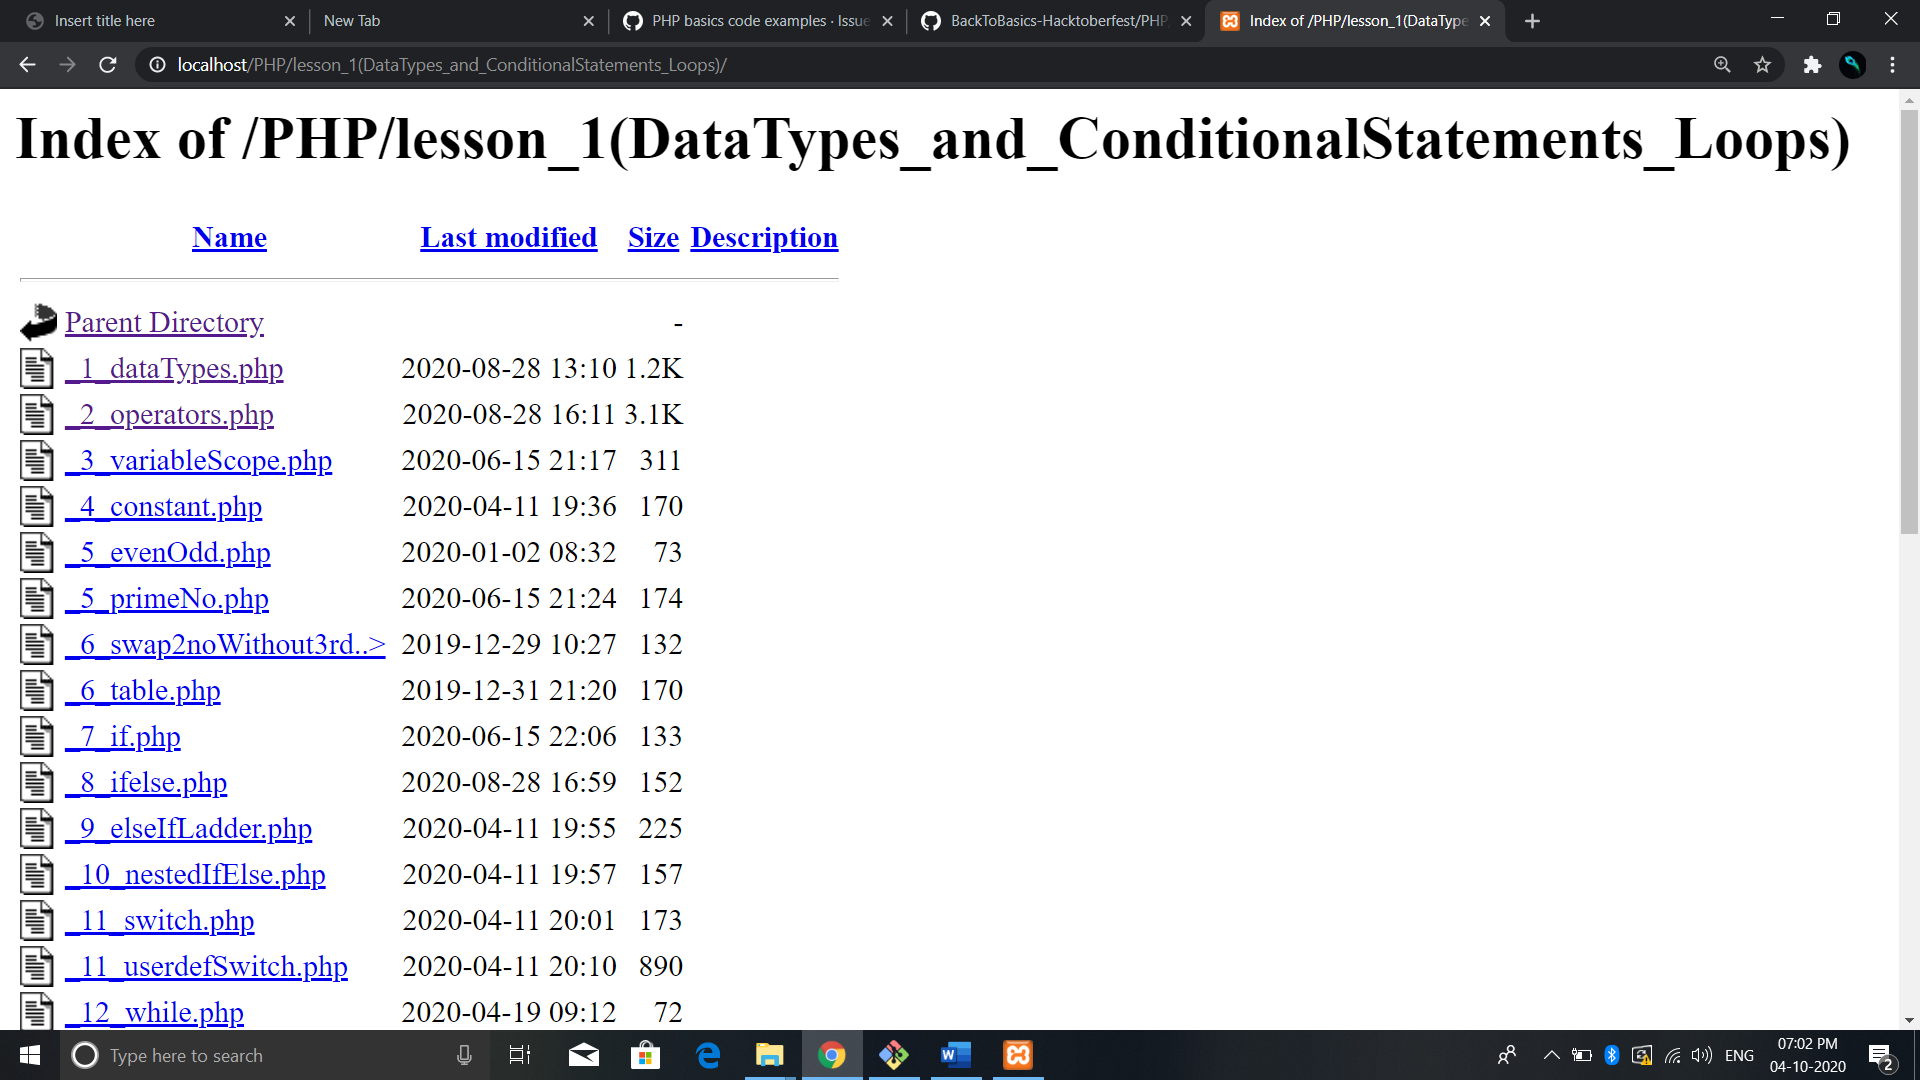 Insert title here
New Tab
PHP basics code examples · Issue
BackToBasics-Hacktoberfest/PHP
Index of /PHP/lesson_1(DataType
localhost/PHP/lesson_1(DataTypes_and_ConditionalStatements_Loops)/
Index of /PHP/lesson_1(DataTypes_and_ConditionalStatements_Loops)
Name Last modified Size Description
Parent Directory -
_1_dataTypes.php 2020-08-28 13:10 1.2K
_2_operators.php 2020-08-28 16:11 3.1K
_3_variableScope.php 2020-06-15 21:17 311
_4_constant.php 2020-04-11 19:36 170
_5_evenOdd.php 2020-01-02 08:32 73
_5_primeNo.php 2020-06-15 21:24 174
_6_swap2noWithout3rd..> 2019-12-29 10:27 132
_6_table.php 2019-12-31 21:20 170
_7_if.php 2020-06-15 22:06 133
_8_ifelse.php 2020-08-28 16:59 152
_9_elseIfLadder.php 2020-04-11 19:55 225
_10_nestedIfElse.php 2020-04-11 19:57 157
_11_switch.php 2020-04-11 20:01 173
_11_userdefSwitch.php 2020-04-11 20:10 890
_12_while.php 2020-04-19 09:12 72
Type here to search
ENG
07:02 PM
04-10-2020
2